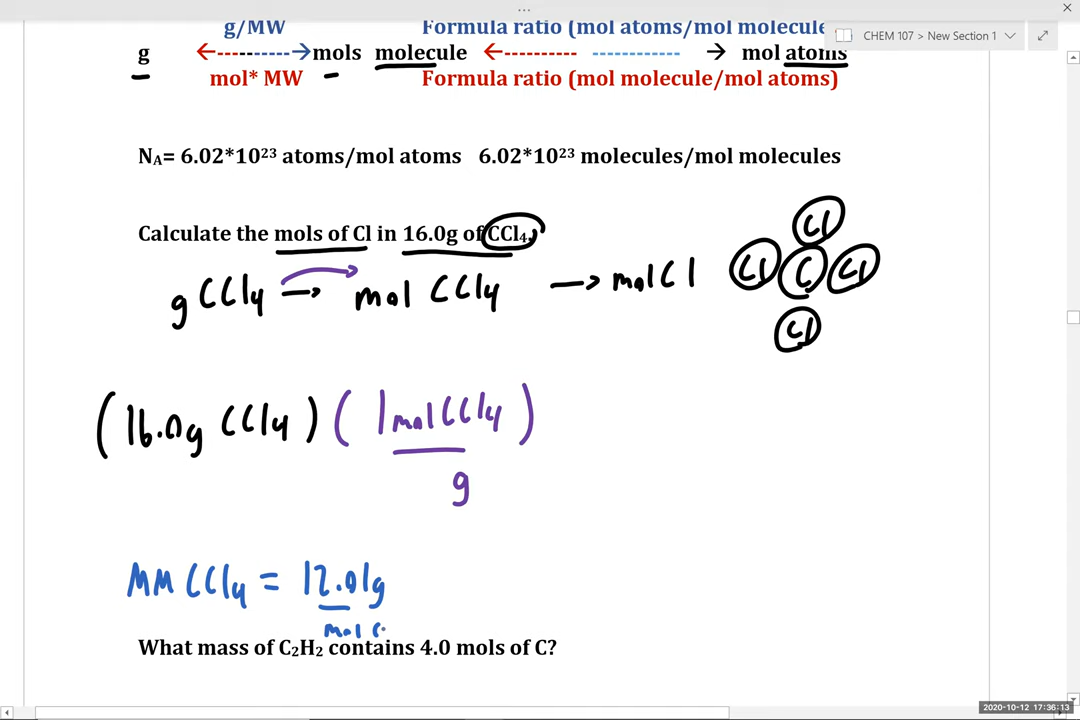 ...
g/MW Formula ratio (mol atoms/mol molecule
CHEM 107 > New Section 1
g mols molecule mol atoms
mol* MW Formula ratio (mol molecule/mol atoms)
NA= 6.02*10²³ atoms/mol atoms 6.02*10²³ molecules/mol molecules
Calculate the mols of Cl in 16.0g of CCl₄.
g CCl4 → mol CCl4 → mol Cl
Cl
Cl C Cl
Cl
(16.0g CCl4) (1 mol CCl4)
g
MM CCl4 = 12.01g
mol
What mass of C₂H₂ contains 4.0 mols of C?
2020-10-12 17:36:13